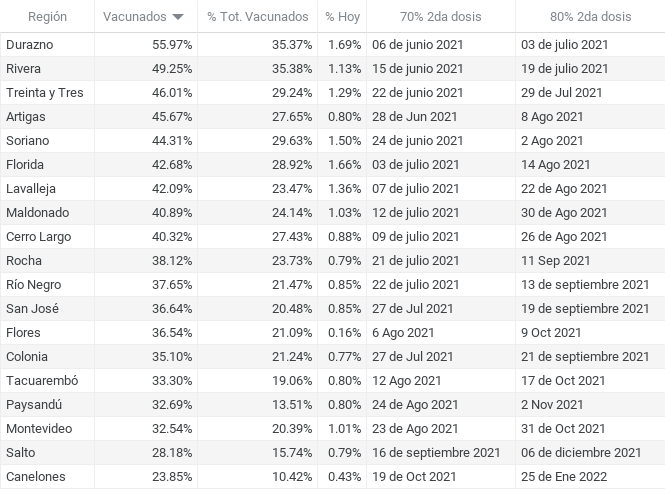 Región Vacunados % Tot. Vacunados % Hoy 70% 2da dosis 80% 2da dosis
Durazno 55.97% 35.37% 1.69% 06 de junio 2021 03 de julio 2021
Rivera 49.25% 35.38% 1.13% 15 de junio 2021 19 de julio 2021
Treinta y Tres 46.01% 29.24% 1.29% 22 de junio 2021 29 de Jul 2021
Artigas 45.67% 27.65% 0.80% 28 de Jun 2021 8 Ago 2021
Soriano 44.31% 29.63% 1.50% 24 de junio 2021 2 Ago 2021
Florida 42.68% 28.92% 1.66% 03 de julio 2021 14 Ago 2021
Lavalleja 42.09% 23.47% 1.36% 07 de julio 2021 22 de Ago 2021
Maldonado 40.89% 24.14% 1.03% 12 de julio 2021 30 de Ago 2021
Cerro Largo 40.32% 27.43% 0.88% 09 de julio 2021 26 de Ago 2021
Rocha 38.12% 23.73% 0.79% 21 de julio 2021 11 Sep 2021
Río Negro 37.65% 21.47% 0.85% 22 de julio 2021 13 de septiembre 2021
San José 36.64% 20.48% 0.85% 27 de Jul 2021 19 de septiembre 2021
Flores 36.54% 21.09% 0.16% 6 Ago 2021 9 Oct 2021
Colonia 35.10% 21.24% 0.77% 27 de Jul 2021 21 de septiembre 2021
Tacuarembó 33.30% 19.06% 0.80% 12 Ago 2021 17 de Oct 2021
Paysandú 32.69% 13.51% 0.80% 24 de Ago 2021 2 Nov 2021
Montevideo 32.54% 20.39% 1.01% 23 de Ago 2021 31 de Oct 2021
Salto 28.18% 15.74% 0.79% 16 de septiembre 2021 06 de diciembre 2021
Canelones 23.85% 10.42% 0.43% 19 de Oct 2021 25 de Ene 2022